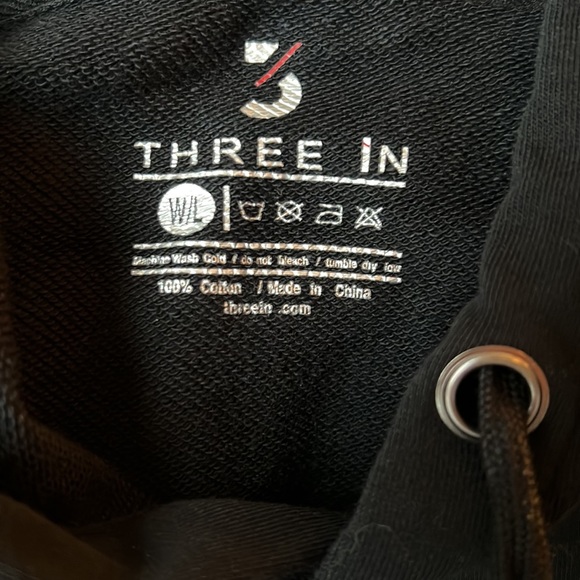 3
THREE IN
W/L
Machine Wash Cold / do not bleach / tumble dry low
100% Cotton / Made in China
threein .com